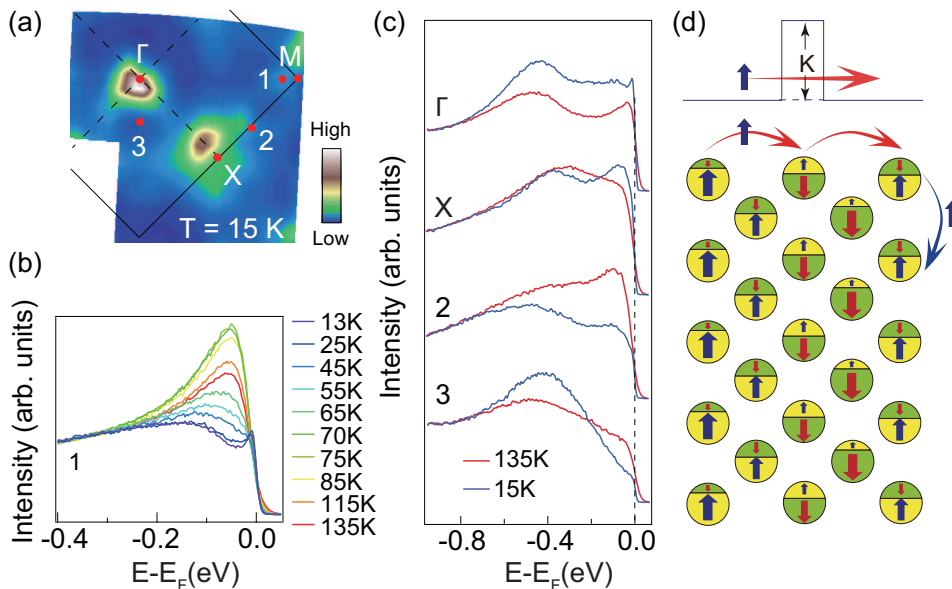 (a)
Γ
M
1
2
3
X
T = 15 K
High
Low
(b)
Intensity (arb. units)
1
13K
25K
45K
55K
65K
70K
75K
85K
115K
135K
-0.4
-0.2
0.0
E-E_F(eV)
(c)
Intensity (arb. units)
Γ
X
2
3
135K
15K
-0.8
-0.4
0.0
E-E_F(eV)
(d)
K